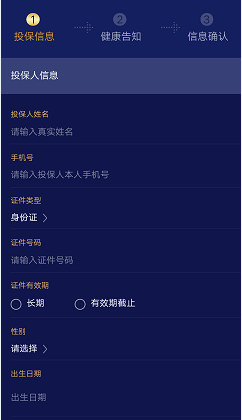 1 2 3
投保信息 健康告知 信息确认
投保人信息
投保人姓名
请输入真实姓名
手机号
请输入投保人本人手机号
证件类型
身份证
证件号码
请输入证件号码
证件有效期
长期 有效期截止
性别
请选择
出生日期
出生日期